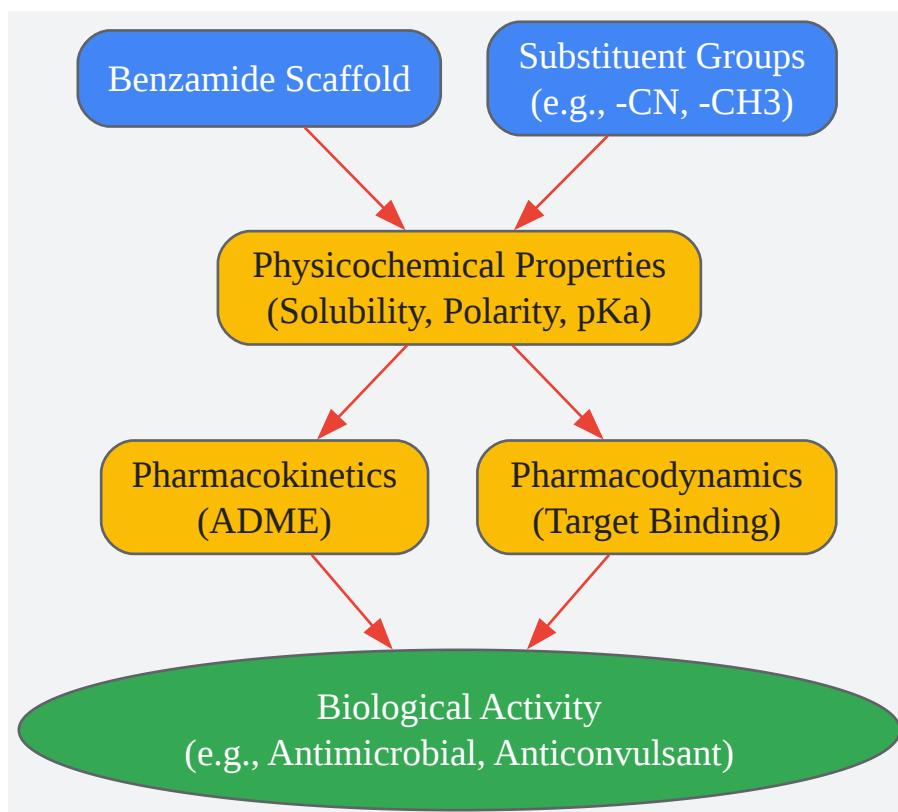 Benzamide Scaffold
Substituent Groups
(e.g., -CN, -CH3)
Physicochemical Properties
(Solubility, Polarity, pKa)
Pharmacokinetics
(ADME)
Pharmacodynamics
(Target Binding)
Biological Activity
(e.g., Antimicrobial, Anticonvulsant)